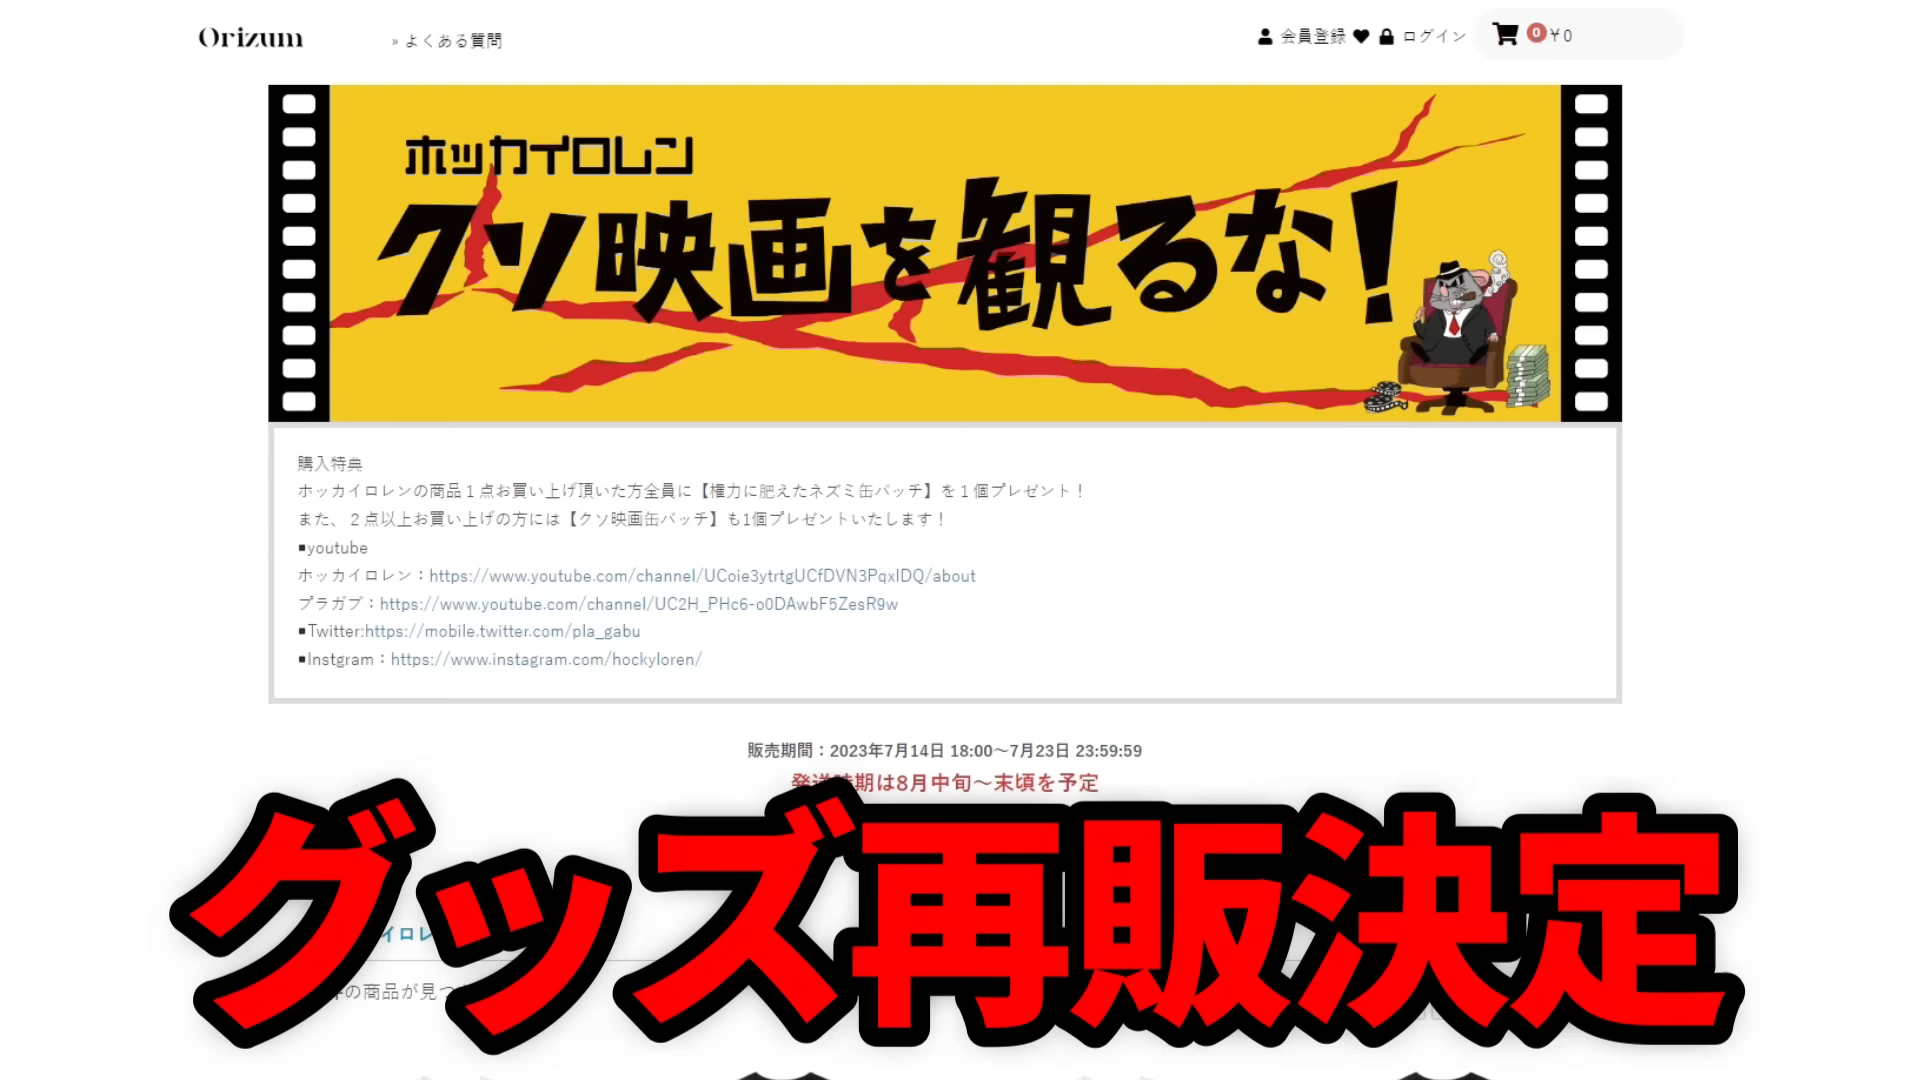 Orizum
» よくある質問
会員登録
ログイン
0
¥0
ホッカイロレン
クソ映画を観るな!
購入特典
ホッカイロレンの商品１点お買い上げ頂いた方全員に【権力に肥えたネズミ缶バッチ】を１個プレゼント！
また、２点以上お買い上げの方には【クソ映画缶バッチ】も1個プレゼントいたします！
■youtube
ホッカイロレン：https://www.youtube.com/channel/UCoie3ytrtgUCfDVN3PqxIDQ/about
プラガブ：https://www.youtube.com/channel/UC2H_PHc6-o0DAwbF5ZesR9w
■Twitter:https://mobile.twitter.com/pla_gabu
■Instgram：https://www.instagram.com/hockyloren/
販売期間：2023年7月14日 18:00～7月23日 23:59:59
発送時期は8月中旬～末頃を予定
グッズ再販決定
イロレ
の商品が見つ